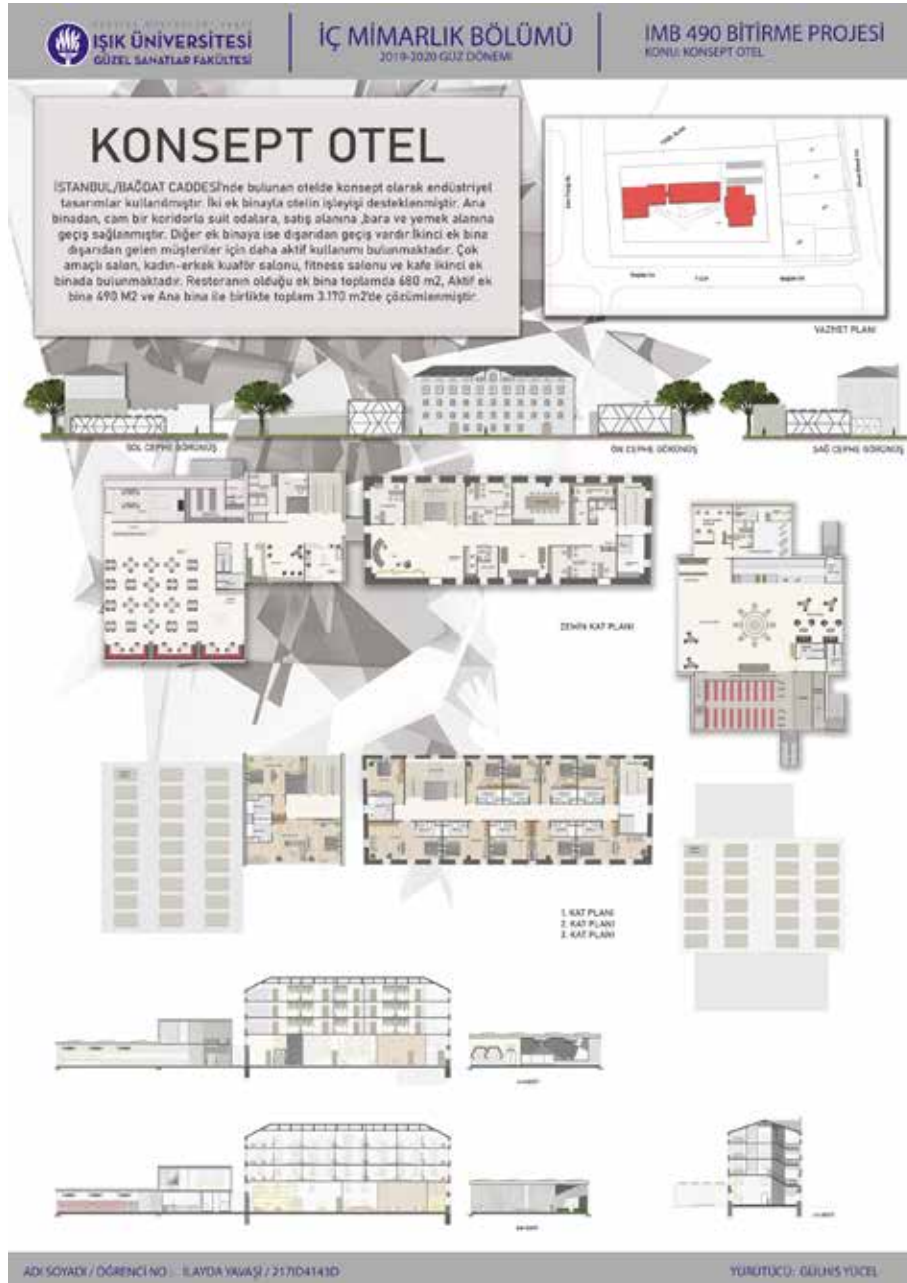 IŞIK ÜNİVERSİTESİ
GÜZEL SANATLAR FAKÜLTESİ
İÇ MİMARLIK BÖLÜMÜ
2019-2020 GÜZ DÖNEMİ
IMB 490 BİTİRME PROJESİ
KONU: KONSEPT OTEL
KONSEPT OTEL
İSTANBUL/BAĞDAT CADDESİ'nde bulunan otelde konsept olarak endüstriyel
tasarımlar kullanılmıştır. İki ek binayla otelin işleyişi desteklenmiştir. Ana
binadan, cam bir koridorla suit odalara, satış alanına ,bara ve yemek alanına
geçiş sağlanmıştır. Diğer ek binaya ise dışarıdan geçiş vardır.İkinci ek bina
dışarıdan gelen müşteriler için daha aktif kullanımı bulunmaktadır. Çok
amaçlı salon, kadın-erkek kuaför salonu, fitness salonu ve kafe ikinci ek
binada bulunmaktadır. Restoranın olduğu ek bina toplamda 680 m2, Aktif ek
bina 490 M2 ve Ana bina ile birlikte toplam 3.170 m2'de çözümlenmiştir.
VAZİYET PLANI
SOL CEPHE GÖRÜNÜŞ
ÖN CEPHE GÖRÜNÜŞ
SAĞ CEPHE GÖRÜNÜŞ
ZEMİN KAT PLANI
1. KAT PLANI
2. KAT PLANI
3. KAT PLANI
ADI SOYADI / ÖĞRENCİ NO : İLAYDA YAVAŞİ / 217ID4143D
YÜRÜTÜCÜ: GÜLHİS YÜCEL